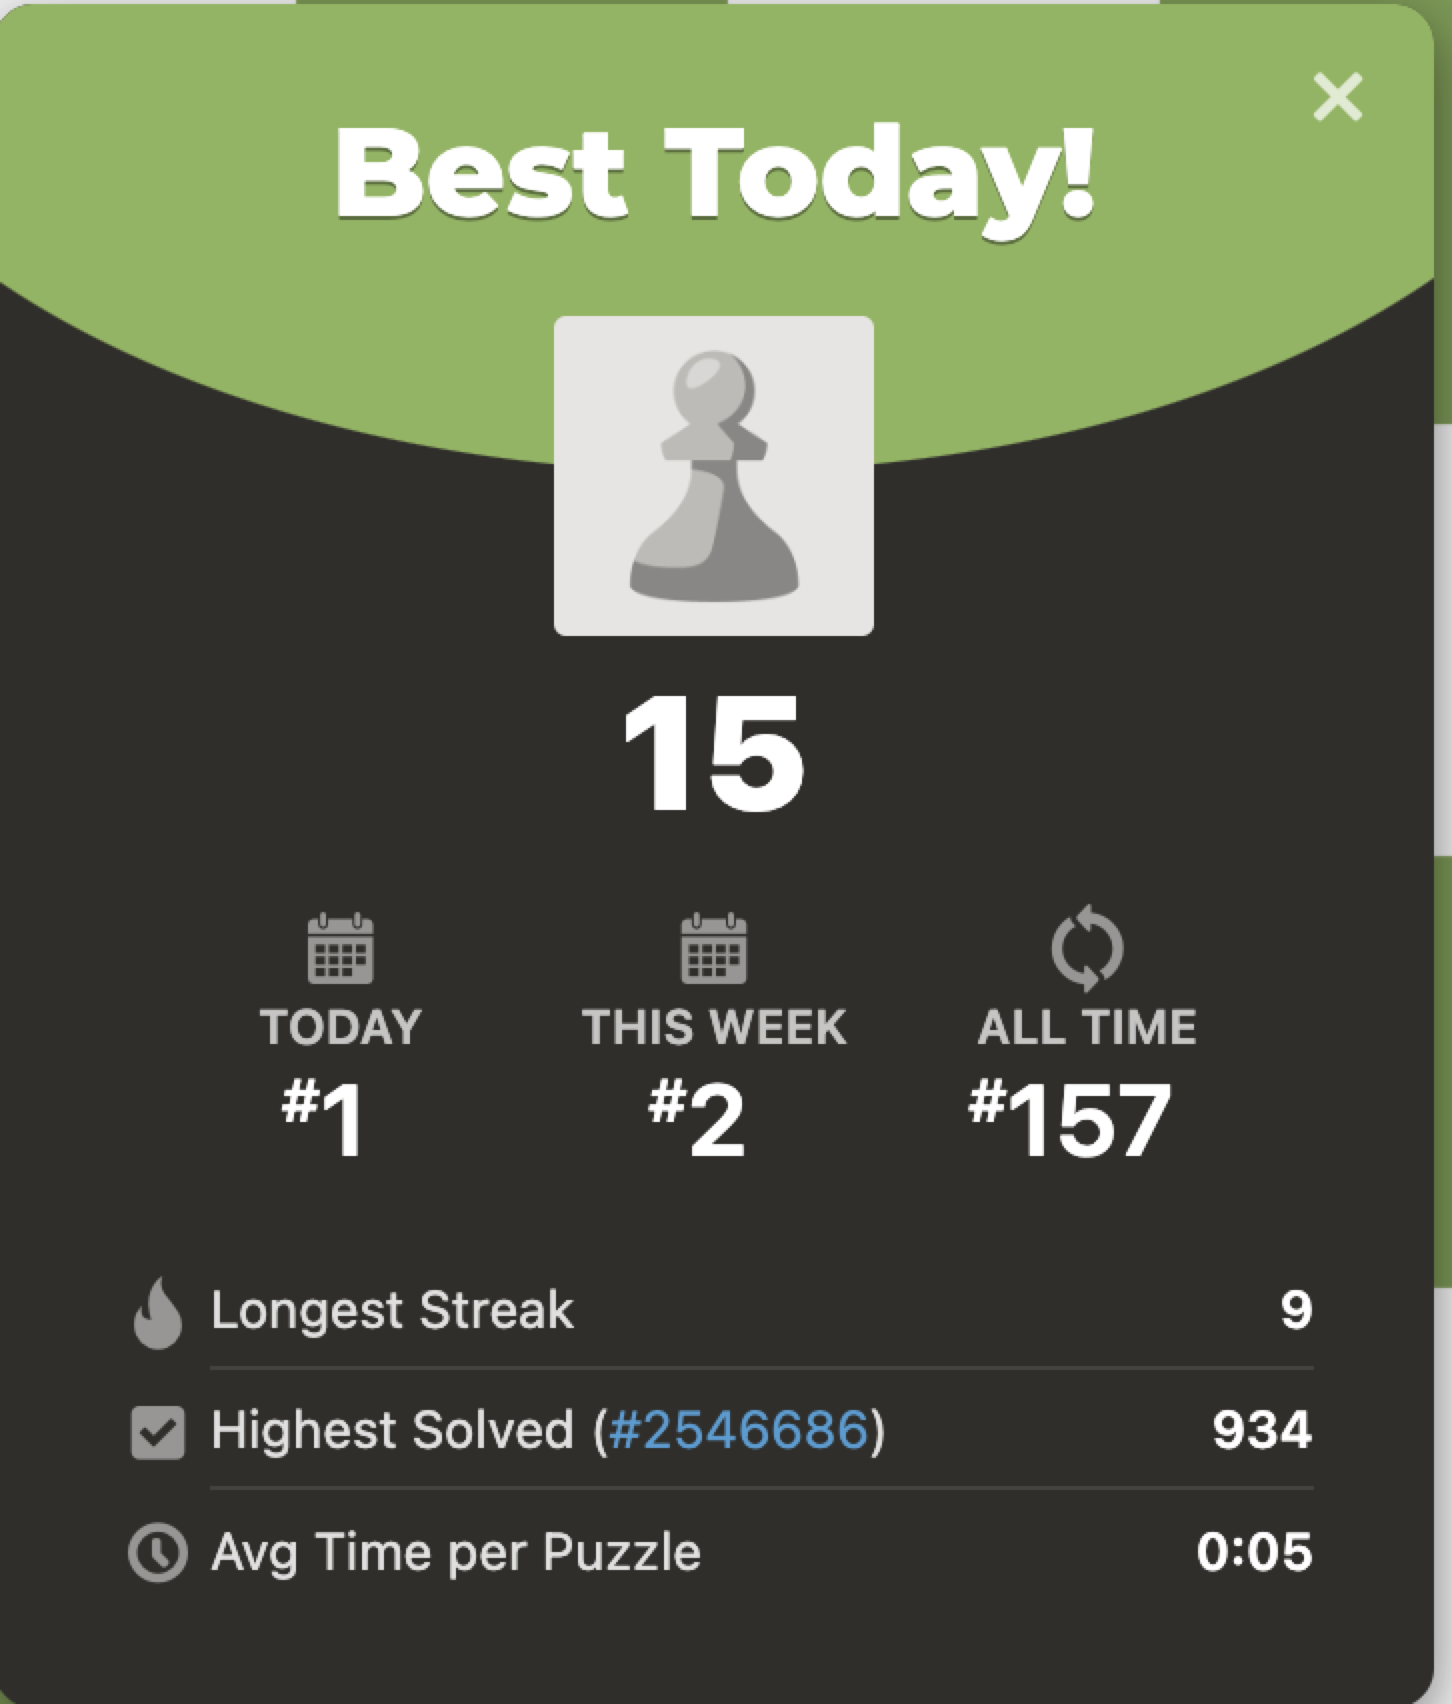 Best Today!
15
TODAY THIS WEEK ALL TIME
#1 #2 #157
Longest Streak 9
Highest Solved (#2546686) 934
Avg Time per Puzzle 0:05